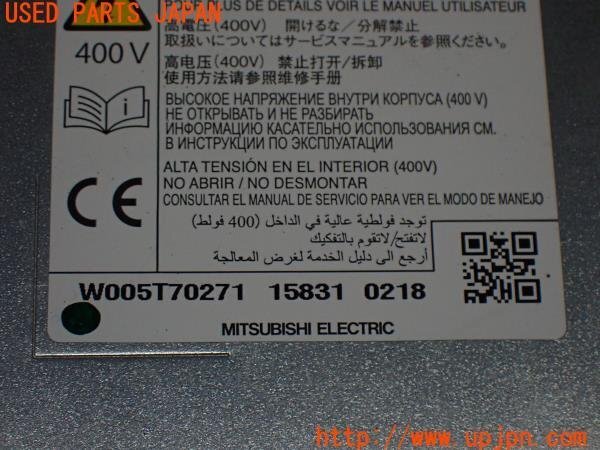 USED PARTS JAPAN
PLUS DE DETAILS VOIR LE MANUEL UTILISATEUR
400 V
高電圧(400V) 開けるな/分解禁止
取扱いについてはサービスマニュアルを参照ください。
高电压(400V) 禁止打开/拆卸
使用方法请参照维修手册
ВЫСОКОЕ НАПРЯЖЕНИЕ ВНУТРИ КОРПУСА (400 V)
НЕ ОТКРЫВАТЬ И НЕ РАЗБИРАТЬ
ИНФОРМАЦИЮ КАСАТЕЛЬНО ИСПОЛЬЗОВАНИЯ СМ.
В ИНСТРУКЦИИ ПО ЭКСПЛУАТАЦИИ
ALTA TENSIÓN EN EL INTERIOR (400V)
NO ABRIR / NO DESMONTAR
CONSULTAR EL MANUAL DE SERVICIO PARA VER EL MODO DE MANEJO
CE
توجد فولطية عالية في الداخل (400 فولط)
لاتفتح/لاتقوم بالتفكيك
أرجع الى دليل الخدمة لغرض المعالجة
W005T70271 15831 0218
MITSUBISHI ELECTRIC
http://www.upjpn.com/